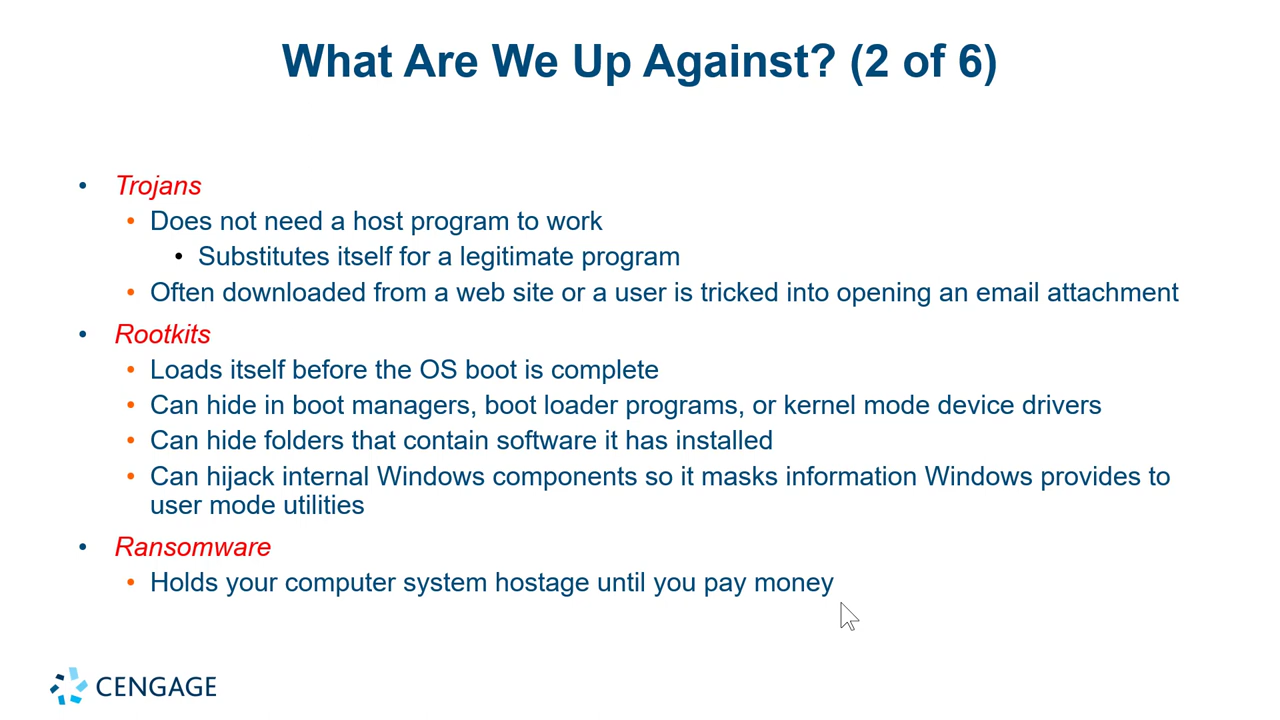 What Are We Up Against? (2 of 6)
• Trojans
• Does not need a host program to work
• Substitutes itself for a legitimate program
• Often downloaded from a web site or a user is tricked into opening an email attachment
• Rootkits
• Loads itself before the OS boot is complete
• Can hide in boot managers, boot loader programs, or kernel mode device drivers
• Can hide folders that contain software it has installed
• Can hijack internal Windows components so it masks information Windows provides to
user mode utilities
• Ransomware
• Holds your computer system hostage until you pay money
CENGAGE